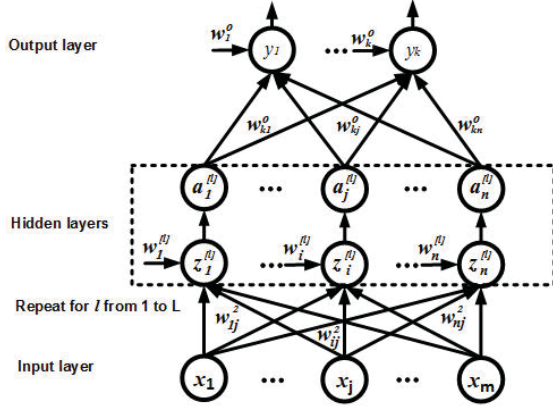 Output layer w₁ᵒ y₁ ... wₖᵒ yₖ
wₖ₁ᵒ wₖⱼᵒ wₖₙᵒ
a₁^[l] ... aⱼ^[l] ... aₙ^[l]
Hidden layers
w₁^[l] z₁^[l] ... wᵢ^[l] zᵢ^[l] ... wₙ^[l] zₙ^[l]
Repeat for l from 1 to L
w₁ⱼ² wᵢⱼ² wₙⱼ²
Input layer x₁ ... xⱼ ... xₘ